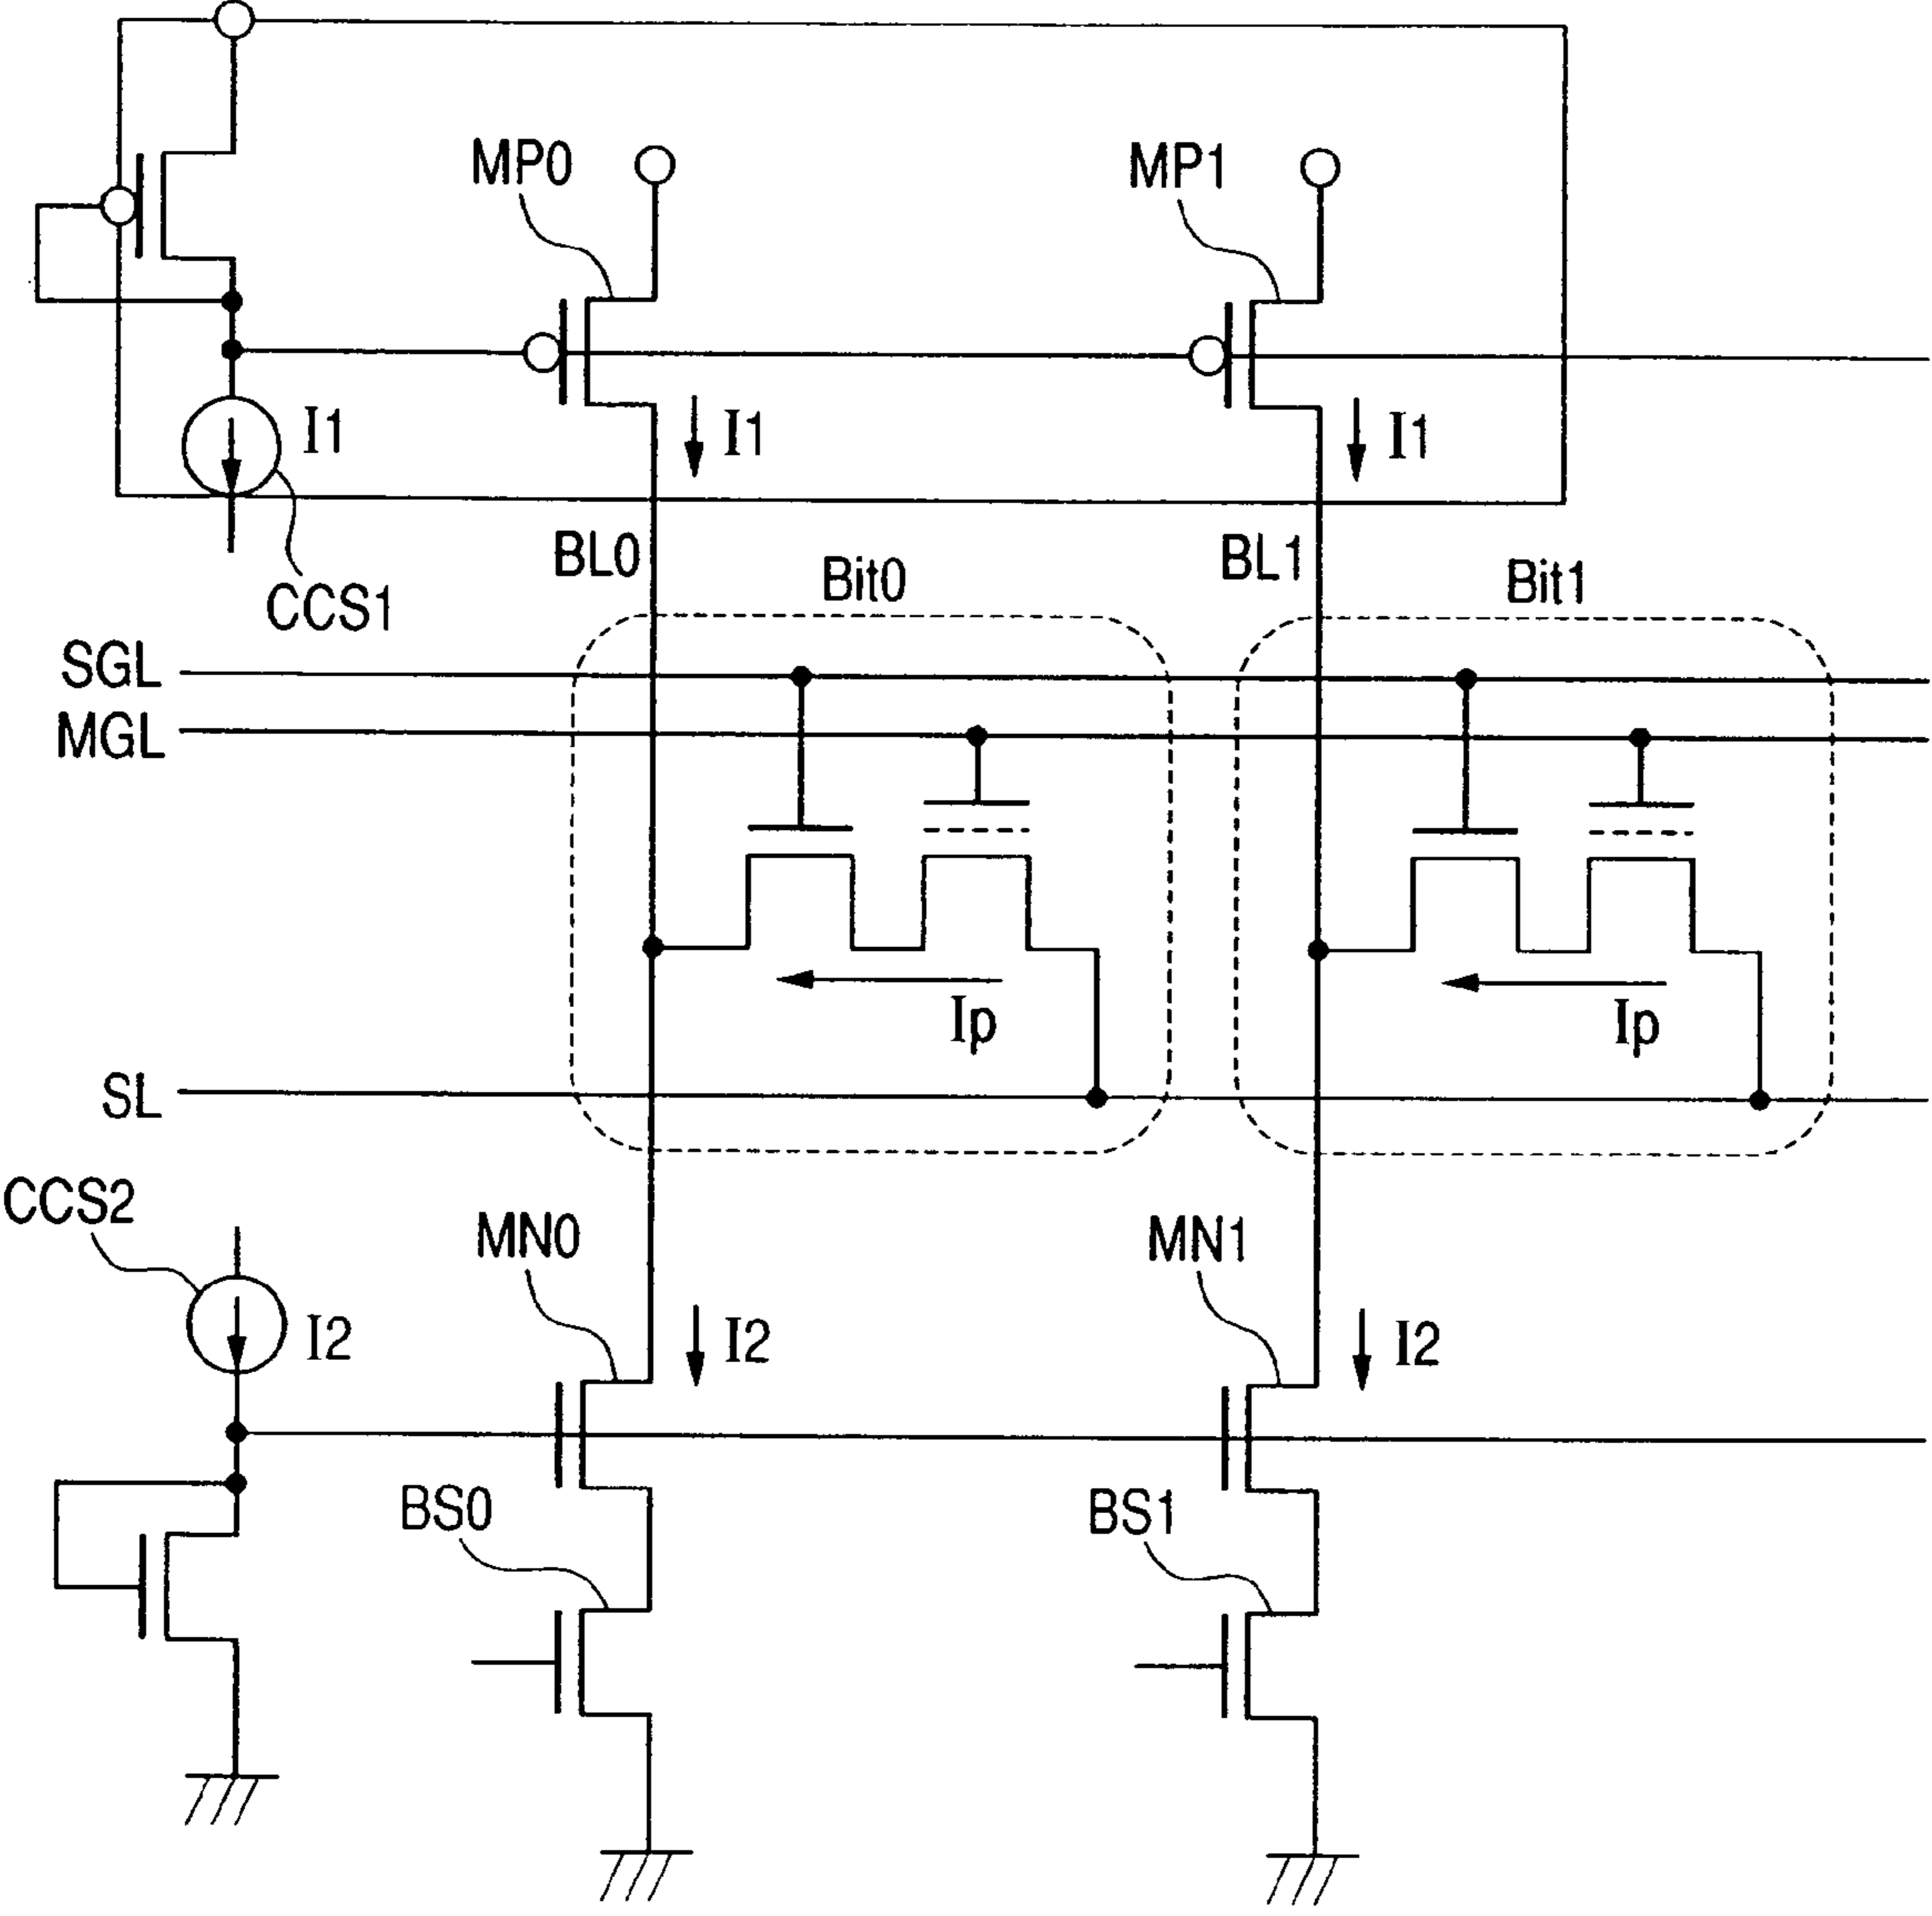 MP0
MP1
I1
I1
I1
BL0
BL1
Bit0
Bit1
CCS1
SGL
MGL
Ip
Ip
SL
CCS2
MN0
MN1
I2
I2
I2
BS0
BS1